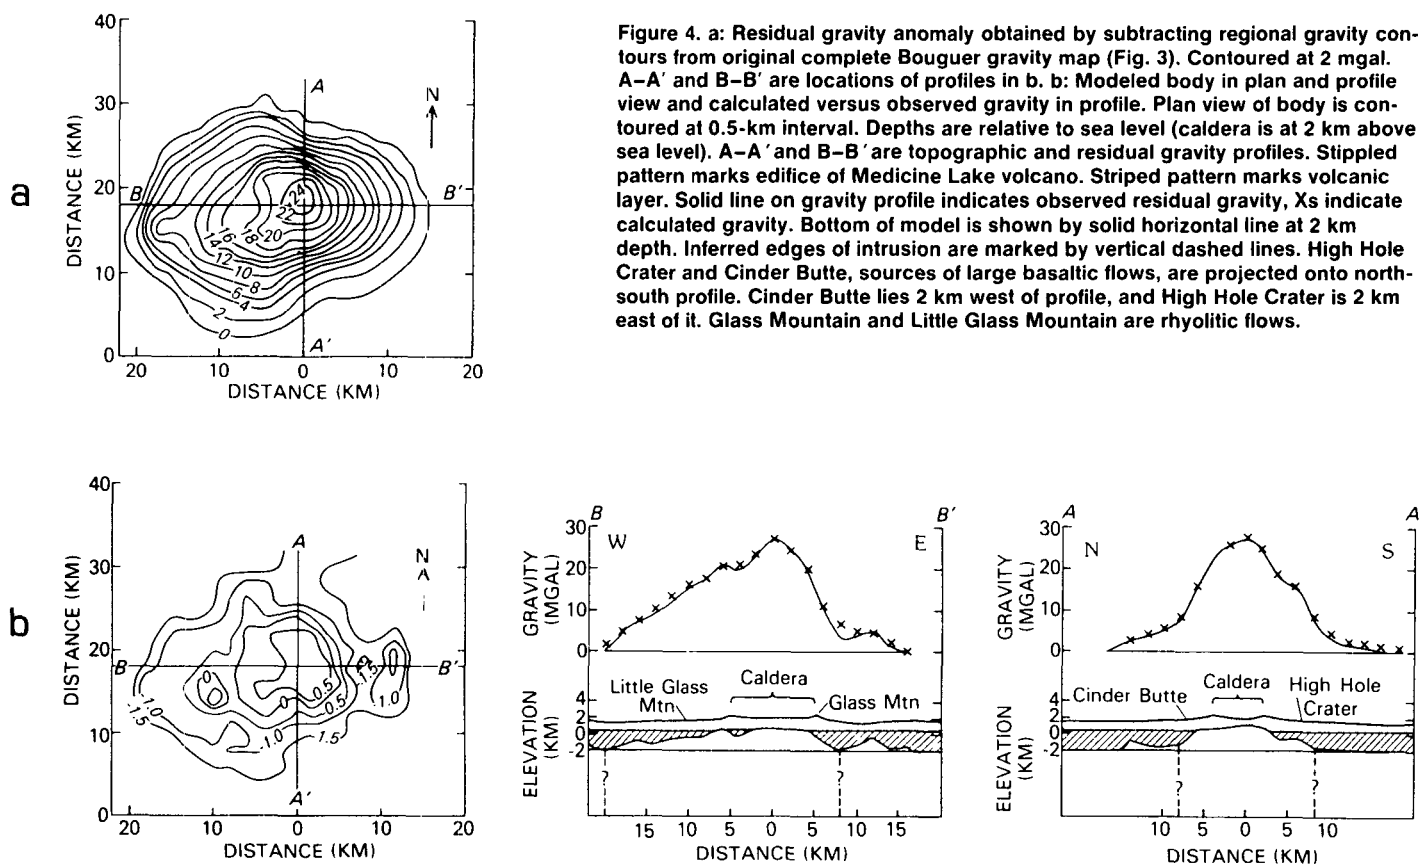 Figure 4. a: Residual gravity anomaly obtained by subtracting regional gravity con-
tours from original complete Bouguer gravity map (Fig. 3). Contoured at 2 mgal.
A–A' and B–B' are locations of profiles in b. b: Modeled body in plan and profile
view and calculated versus observed gravity in profile. Plan view of body is con-
toured at 0.5-km interval. Depths are relative to sea level (caldera is at 2 km above
sea level). A–A' and B–B' are topographic and residual gravity profiles. Stippled
pattern marks edifice of Medicine Lake volcano. Striped pattern marks volcanic
layer. Solid line on gravity profile indicates observed residual gravity, Xs indicate
calculated gravity. Bottom of model is shown by solid horizontal line at 2 km
depth. Inferred edges of intrusion are marked by vertical dashed lines. High Hole
Crater and Cinder Butte, sources of large basaltic flows, are projected onto north-
south profile. Cinder Butte lies 2 km west of profile, and High Hole Crater is 2 km
east of it. Glass Mountain and Little Glass Mountain are rhyolitic flows.
a
DISTANCE (KM)
40
30
20
10
0
A
N
B
B'
24
22
20
18
16
14
12
10
8
6
4
2
0
A'
20 10 0 10 20
DISTANCE (KM)
b
DISTANCE (KM)
40
30
20
10
0
A
N
B
B'
0
0.5
0
0.5
1.0
1.5
1.0
1.5
1.0
1.5
A'
20 10 0 10 20
DISTANCE (KM)
B
B'
W
E
GRAVITY
(MGAL)
30
20
10
0
Little Glass
Mtn
Caldera
Glass Mtn
ELEVATION
(KM)
4
2
0
-2
?
?
15 10 5 0 5 10 15
DISTANCE (KM)
A
A
N
S
GRAVITY
(MGAL)
30
20
10
0
Cinder Butte
Caldera
High Hole
Crater
ELEVATION
(KM)
4
2
0
-2
?
?
10 5 0 5 10
DISTANCE (KM)